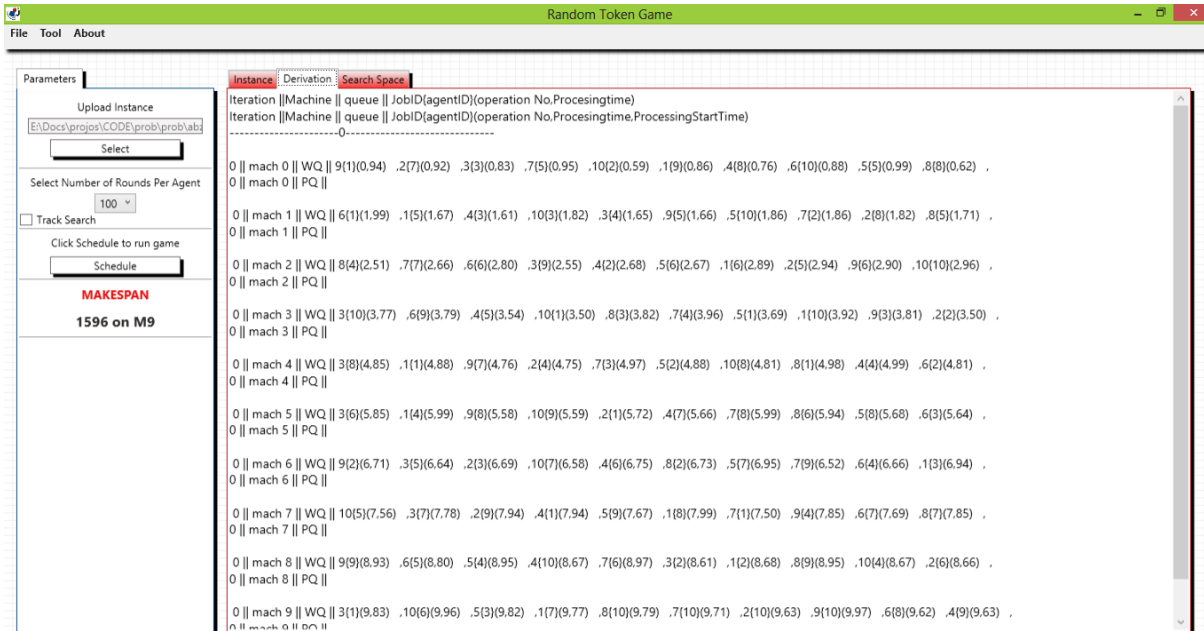 Random Token Game
File Tool About
Parameters
Upload Instance
E:\Docs\projos\CODE\prob\prob\abz
Select
Select Number of Rounds Per Agent
100
Track Search
Click Schedule to run game
Schedule
MAKESPAN
1596 on M9
Instance Derivation Search Space
Iteration ||Machine || queue || JobID{agentID}(operation No,Procesingtime)
Iteration ||Machine || queue || JobID{agentID}(operation No,Procesingtime,ProcessingStartTime)
----------------------0------------------------------
0 || mach 0 || WQ || 9{1}(0,94) ,2{7}(0,92) ,3{3}(0,83) ,7{5}(0,95) ,10{2}(0,59) ,1{9}(0,86) ,4{8}(0,76) ,6{10}(0,88) ,5{5}(0,99) ,8{8}(0,62) ,
0 || mach 0 || PQ ||
0 || mach 1 || WQ || 6{1}(1,99) ,1{5}(1,67) ,4{3}(1,61) ,10{3}(1,82) ,3{4}(1,65) ,9{5}(1,66) ,5{10}(1,86) ,7{2}(1,86) ,2{8}(1,82) ,8{5}(1,71) ,
0 || mach 1 || PQ ||
0 || mach 2 || WQ || 8{4}(2,51) ,7{7}(2,66) ,6{6}(2,80) ,3{9}(2,55) ,4{2}(2,68) ,5{6}(2,67) ,1{6}(2,89) ,2{5}(2,94) ,9{6}(2,90) ,10{10}(2,96) ,
0 || mach 2 || PQ ||
0 || mach 3 || WQ || 3{10}(3,77) ,6{9}(3,79) ,4{5}(3,54) ,10{1}(3,50) ,8{3}(3,82) ,7{4}(3,96) ,5{1}(3,69) ,1{10}(3,92) ,9{3}(3,81) ,2{2}(3,50) ,
0 || mach 3 || PQ ||
0 || mach 4 || WQ || 3{8}(4,85) ,1{1}(4,88) ,9{7}(4,76) ,2{4}(4,75) ,7{3}(4,97) ,5{2}(4,88) ,10{8}(4,81) ,8{1}(4,98) ,4{4}(4,99) ,6{2}(4,81) ,
0 || mach 4 || PQ ||
0 || mach 5 || WQ || 3{6}(5,85) ,1{4}(5,99) ,9{8}(5,58) ,10{9}(5,59) ,2{1}(5,72) ,4{7}(5,66) ,7{8}(5,99) ,8{6}(5,94) ,5{8}(5,68) ,6{3}(5,64) ,
0 || mach 5 || PQ ||
0 || mach 6 || WQ || 9{2}(6,71) ,3{5}(6,64) ,2{3}(6,69) ,10{7}(6,58) ,4{6}(6,75) ,8{2}(6,73) ,5{7}(6,95) ,7{9}(6,52) ,6{4}(6,66) ,1{3}(6,94) ,
0 || mach 6 || PQ ||
0 || mach 7 || WQ || 10{5}(7,56) ,3{7}(7,78) ,2{9}(7,94) ,4{1}(7,94) ,5{9}(7,67) ,1{8}(7,99) ,7{1}(7,50) ,9{4}(7,85) ,6{7}(7,69) ,8{7}(7,85) ,
0 || mach 7 || PQ ||
0 || mach 8 || WQ || 9{9}(8,93) ,6{5}(8,80) ,5{4}(8,95) ,4{10}(8,67) ,7{6}(8,97) ,3{2}(8,61) ,1{2}(8,68) ,8{9}(8,95) ,10{4}(8,67) ,2{6}(8,66) ,
0 || mach 8 || PQ ||
0 || mach 9 || WQ || 3{1}(9,83) ,10{6}(9,96) ,5{3}(9,82) ,1{7}(9,77) ,8{10}(9,79) ,7{10}(9,71) ,2{10}(9,63) ,9{10}(9,97) ,6{8}(9,62) ,4{9}(9,63) ,
0 || mach 9 || PQ ||